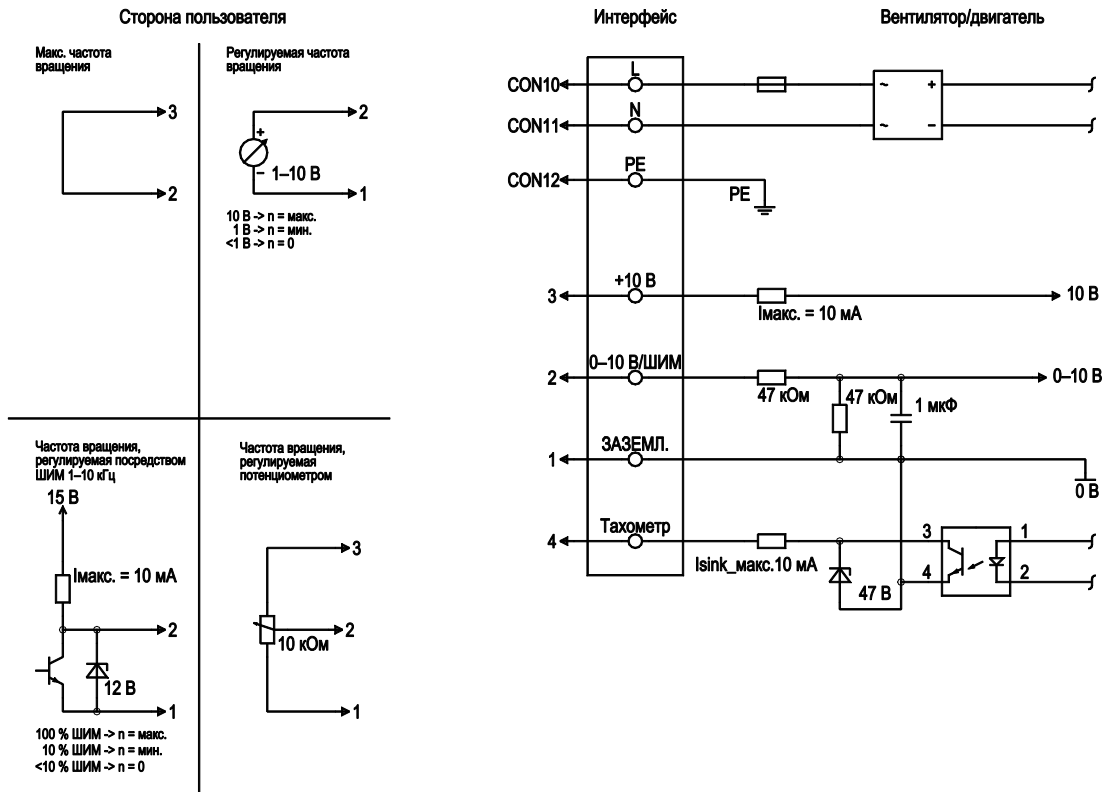 Сторона пользователя
Макс. частота
вращения
3
2
Регулируемая частота
вращения
2
+
– 1–10 В
1
10 В -> n = макс.
1 В -> n = мин.
<1 В -> n = 0
Частота вращения,
регулируемая посредством
ШИМ 1–10 кГц
15 В
Iмакс. = 10 мА
2
12 В
1
100 % ШИМ -> n = макс.
10 % ШИМ -> n = мин.
<10 % ШИМ -> n = 0
Частота вращения,
регулируемая
потенциометром
3
2
10 кОм
1
Интерфейс
Вентилятор/двигатель
L
CON10
~ +
N
CON11
~ –
PE
CON12
PE
+10 В
3
10 В
Iмакс. = 10 мА
0–10 В/ШИМ
2
0–10 В
47 кОм
47 кОм
1 мкФ
ЗАЗЕМЛ.
1
0 В
Тахометр
4
3
1
Isink_макс.10 мА
4
2
47 В